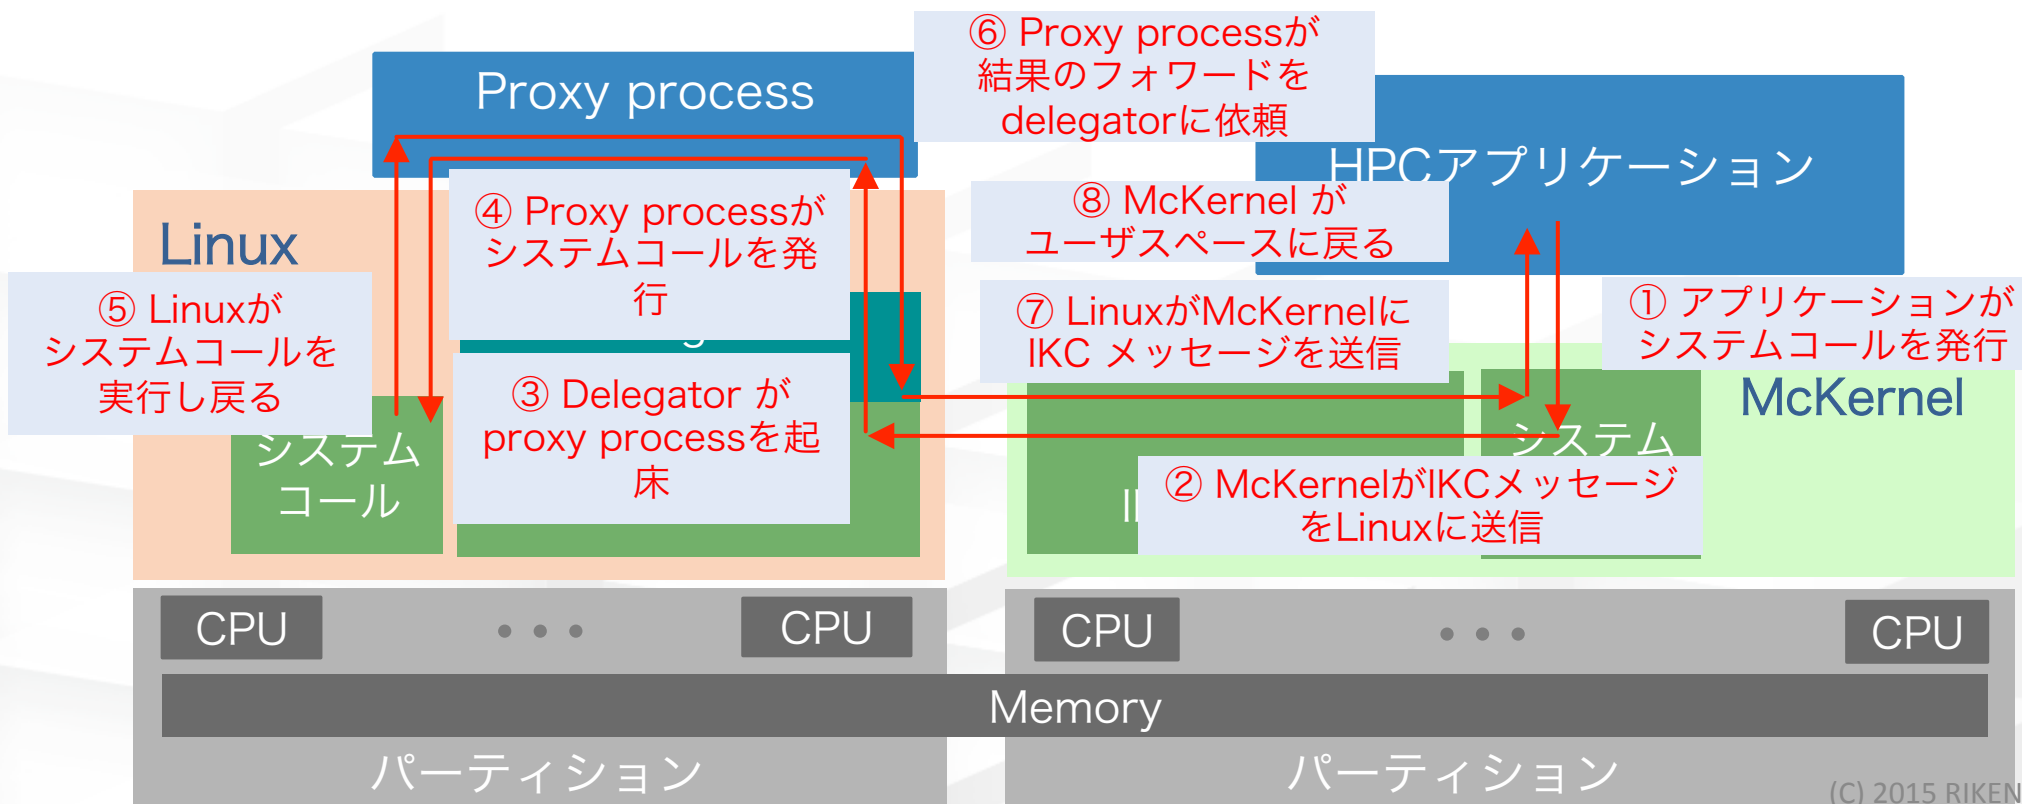 ⑥ Proxy processが
結果のフォワードを
delegatorに依頼
Proxy process
HPCアプリケーション
④ Proxy processが
システムコールを発
行
⑧ McKernel が
ユーザスペースに戻る
Linux
⑤ Linuxが
システムコールを
実行し戻る
⑦ LinuxがMcKernelに
IKC メッセージを送信
① アプリケーションが
システムコールを発行
③ Delegator が
proxy processを起
床
McKernel
システム
コール
システム
② McKernelがIKCメッセージ
をLinuxに送信
CPU
• • •
CPU
CPU
• • •
CPU
Memory
パーティション
パーティション
(C) 2015 RIKEN